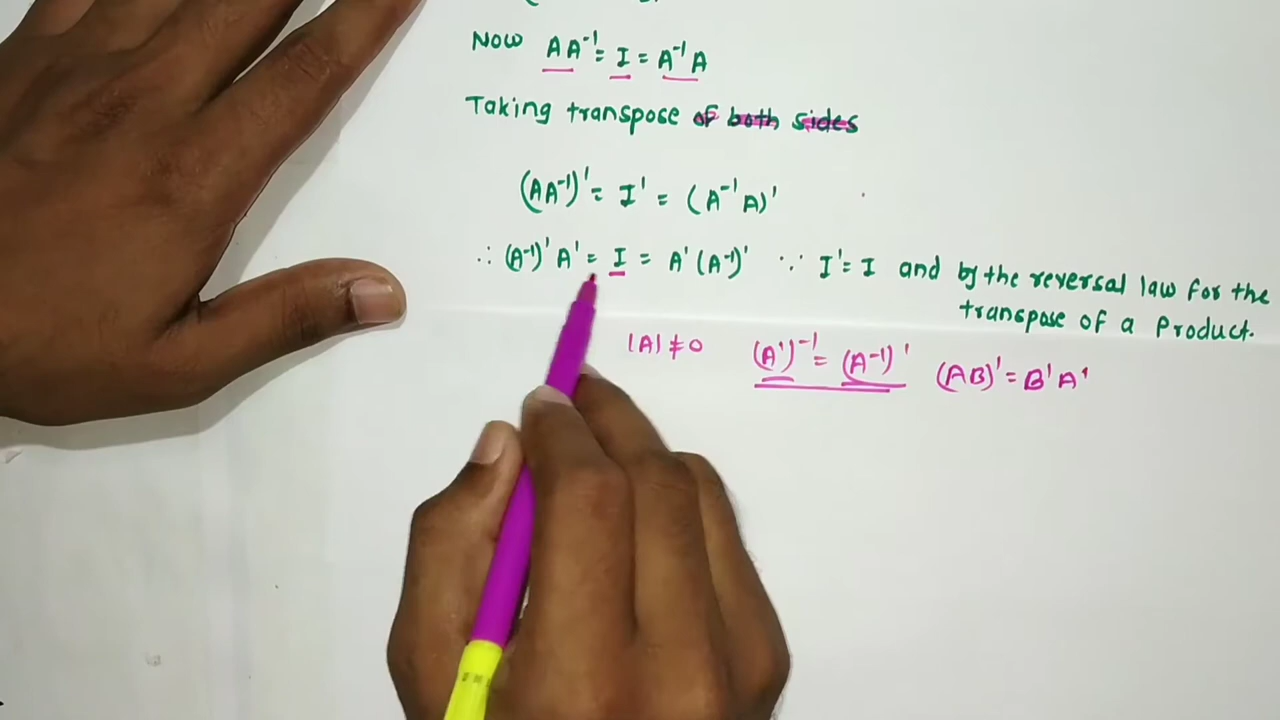 Now AA⁻¹ = I = A⁻¹A
Taking transpose of both sides
(AA⁻¹)' = I' = (A⁻¹A)'
∴ (A⁻¹)'A' = I = A'(A⁻¹)' ∵ I' = I and by the reversal law for the
transpose of a Product.
|A| ≠ 0 (A')⁻¹ = (A⁻¹)' (AB)' = B'A'